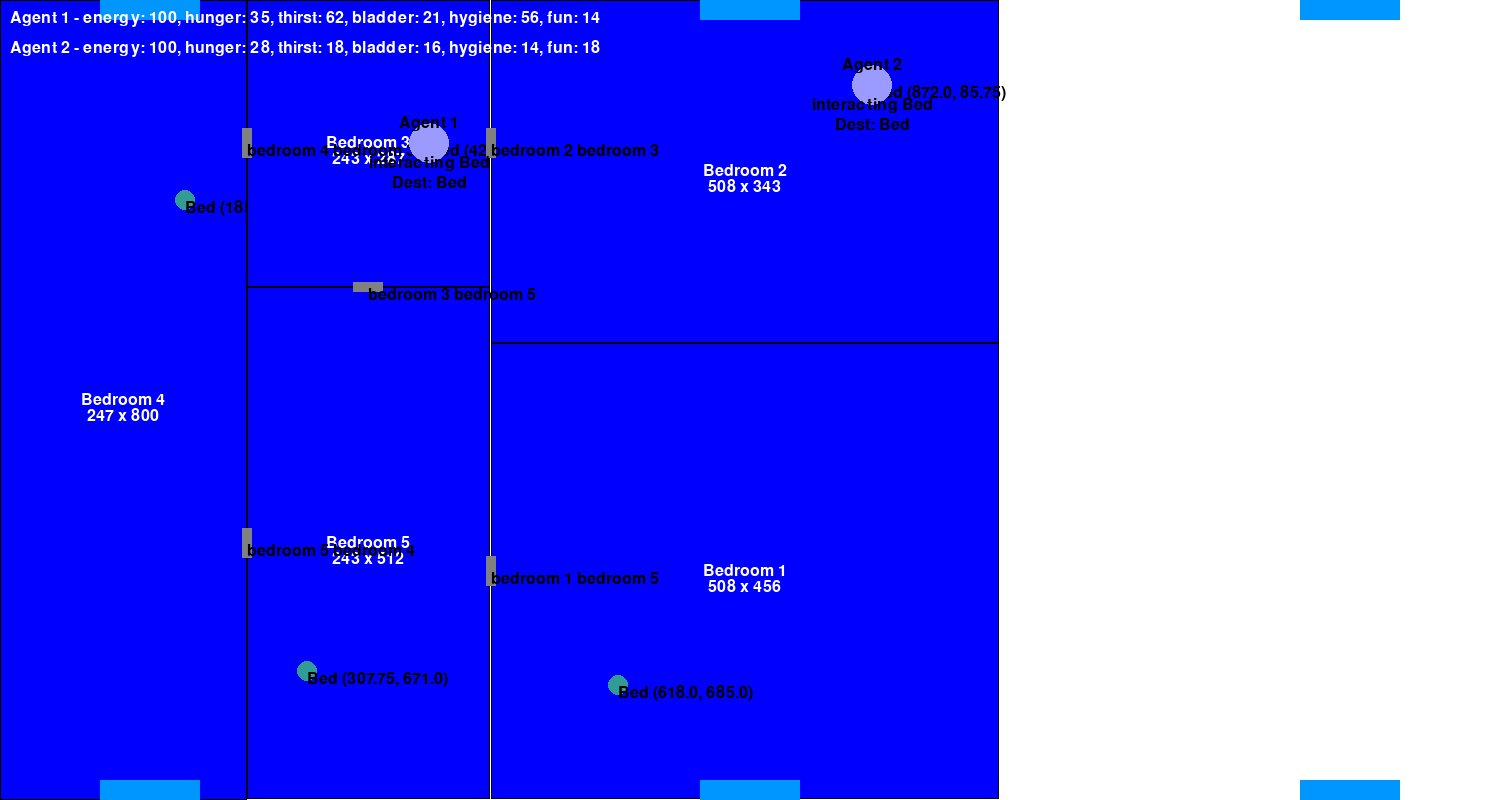 Agent 1 - energy: 100, hunger: 35, thirst: 62, bladder: 21, hygiene: 56, fun: 14
Agent 2 - energy: 100, hunger: 28, thirst: 18, bladder: 16, hygiene: 14, fun: 18
Agent 2
(872.0, 85.75)
Interacting Bed
Dest: Bed
Agent 1
Bedroom 3
243 x
bedroom 4
bedroom 2 bedroom 3
Interacting Bed
Dest: Bed
Bedroom 2
508 x 343
Bed (18
bedroom 3 bedroom 5
Bedroom 4
247 x 800
Bedroom 5
243 x 512
bedroom 5 bedroom 4
bedroom 1 bedroom 5
Bedroom 1
508 x 456
Bed (307.75, 671.0)
Bed (618.0, 685.0)